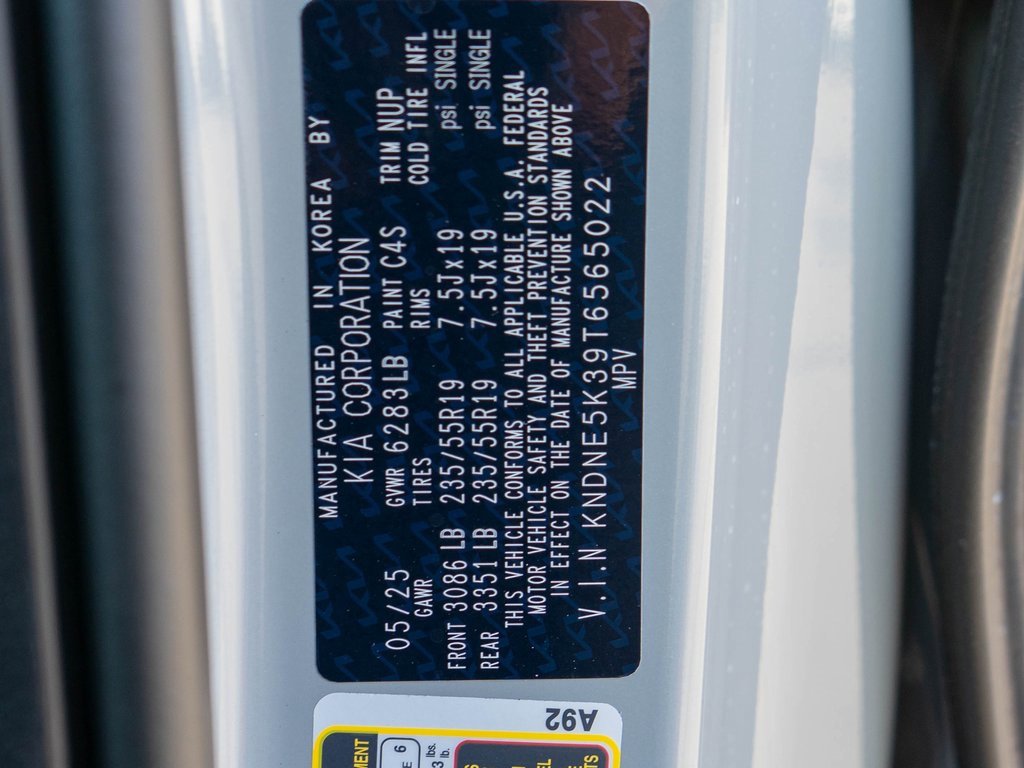 MANUFACTURED IN KOREA BY
KIA CORPORATION
05/25 GVWR 6283LB PAINT C4S TRIM NUP
GAWR TIRES RIMS COLD TIRE INFL
FRONT 3086 LB 235/55R19 7.5Jx19 psi SINGLE
REAR 3351 LB 235/55R19 7.5Jx19 psi SINGLE
THIS VEHICLE CONFORMS TO ALL APPLICABLE U.S.A. FEDERAL
MOTOR VEHICLE SAFETY AND THEFT PREVENTION STANDARDS
IN EFFECT ON THE DATE OF MANUFACTURE SHOWN ABOVE
V.I.N KNDNE5K39T6565022
MPV
A92
6
lbs.
lb.